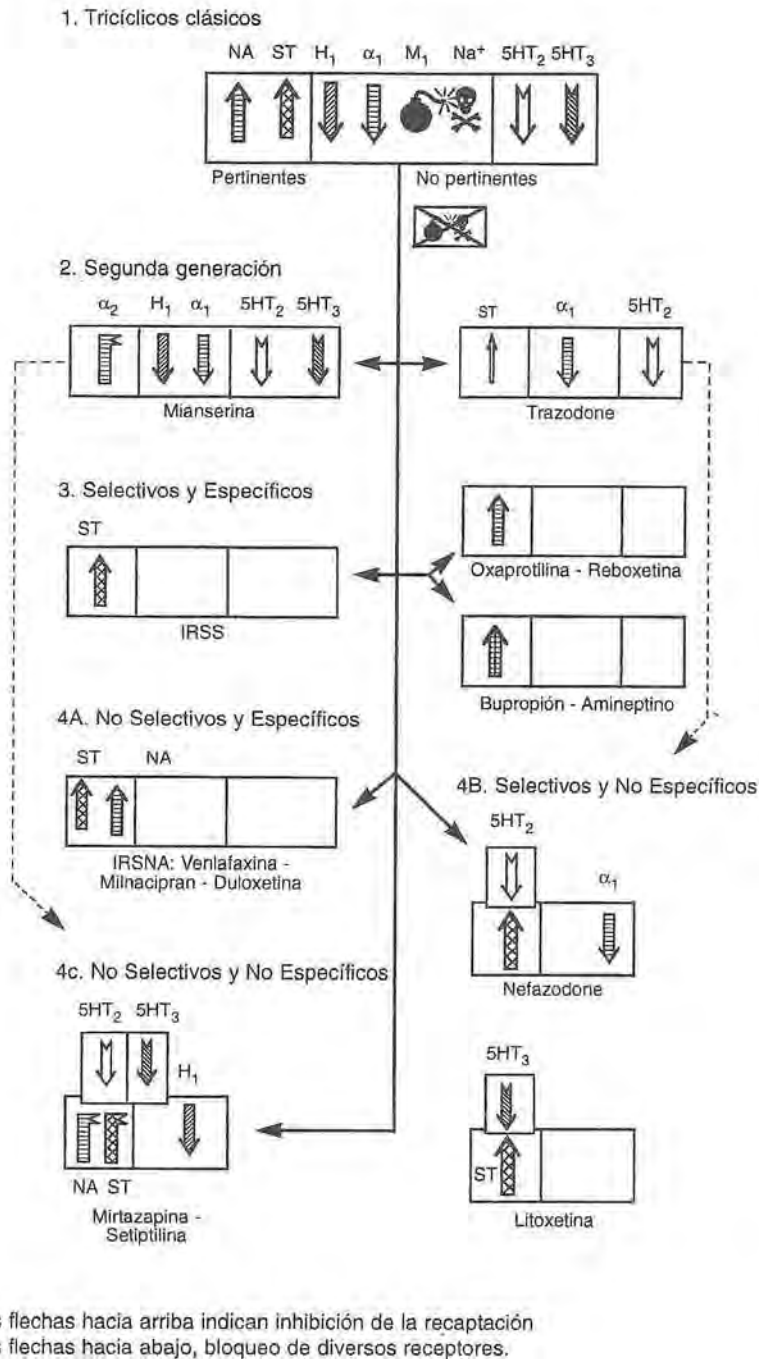 1. Tricíclicos clásicos
NA ST H₁ α₁ M₁ Na⁺ 5HT₂ 5HT₃
Pertinentes No pertinentes
2. Segunda generación
α₂ H₁ α₁ 5HT₂ 5HT₃
Mianserina
ST α₁ 5HT₂
Trazodone
3. Selectivos y Específicos
ST
IRSS
Oxaprotilina - Reboxetina
Bupropión - Amineptino
4A. No Selectivos y Específicos
ST NA
IRSNA: Venlafaxina -
Milnacipran - Duloxetina
4B. Selectivos y No Específicos
5HT₂
α₁
Nefazodone
4c. No Selectivos y No Específicos
5HT₂ 5HT₃
H₁
NA ST
Mirtazapina -
Setiptilina
5HT₃
ST
Litoxetina
s flechas hacia arriba indican inhibición de la recaptación
s flechas hacia abajo, bloqueo de diversos receptores.